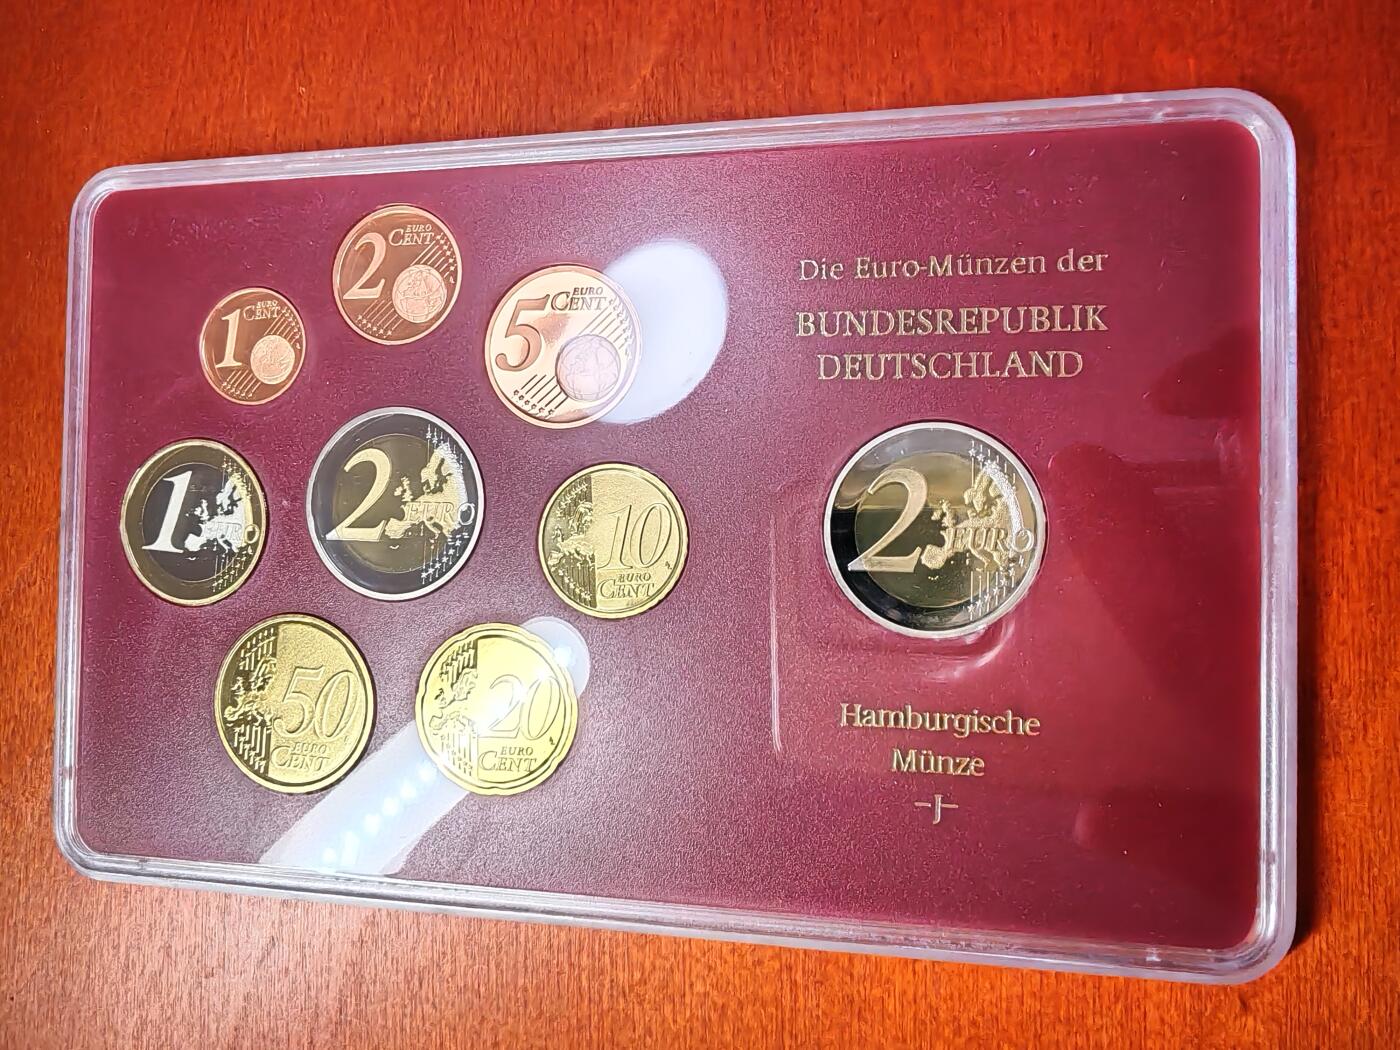 Die Euro-Münzen der
BUNDESREPUBLIK
DEUTSCHLAND
2 EURO CENT
1 EURO CENT
5 EURO CENT
1 EURO
2 EURO
10 EURO CENT
2 EURO
50 EURO CENT
20 EURO CENT
Hamburgische
Münze
-J-